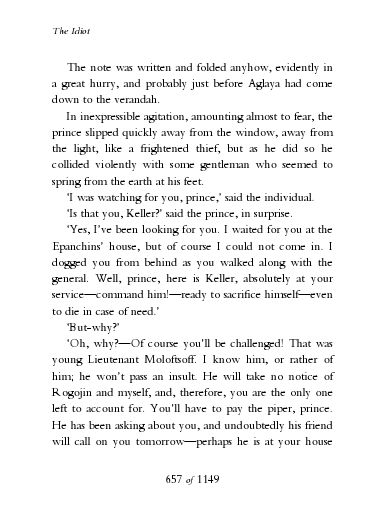 The Idiot
The note was written and folded anyhow, evidently in
a great hurry, and probably just before Aglaya had come
down to the verandah.
In inexpressible agitation, amounting almost to fear, the
prince slipped quickly away from the window, away from
the light, like a frightened thief, but as he did so he
collided violently with some gentleman who seemed to
spring from the earth at his feet.
'I was watching for you, prince,' said the individual.
'Is that you, Keller?' said the prince, in surprise.
'Yes, I've been looking for you. I waited for you at the
Epanchins' house, but of course I could not come in. I
dogged you from behind as you walked along with the
general. Well, prince, here is Keller, absolutely at your
service—command him!—ready to sacrifice himself—even
to die in case of need.'
'But-why?'
'Oh, why?—Of course you'll be challenged! That was
young Lieutenant Moloftsoff. I know him, or rather of
him; he won't pass an insult. He will take no notice of
Rogojin and myself, and, therefore, you are the only one
left to account for. You'll have to pay the piper, prince.
He has been asking about you, and undoubtedly his friend
will call on you tomorrow—perhaps he is at your house
657 of 1149